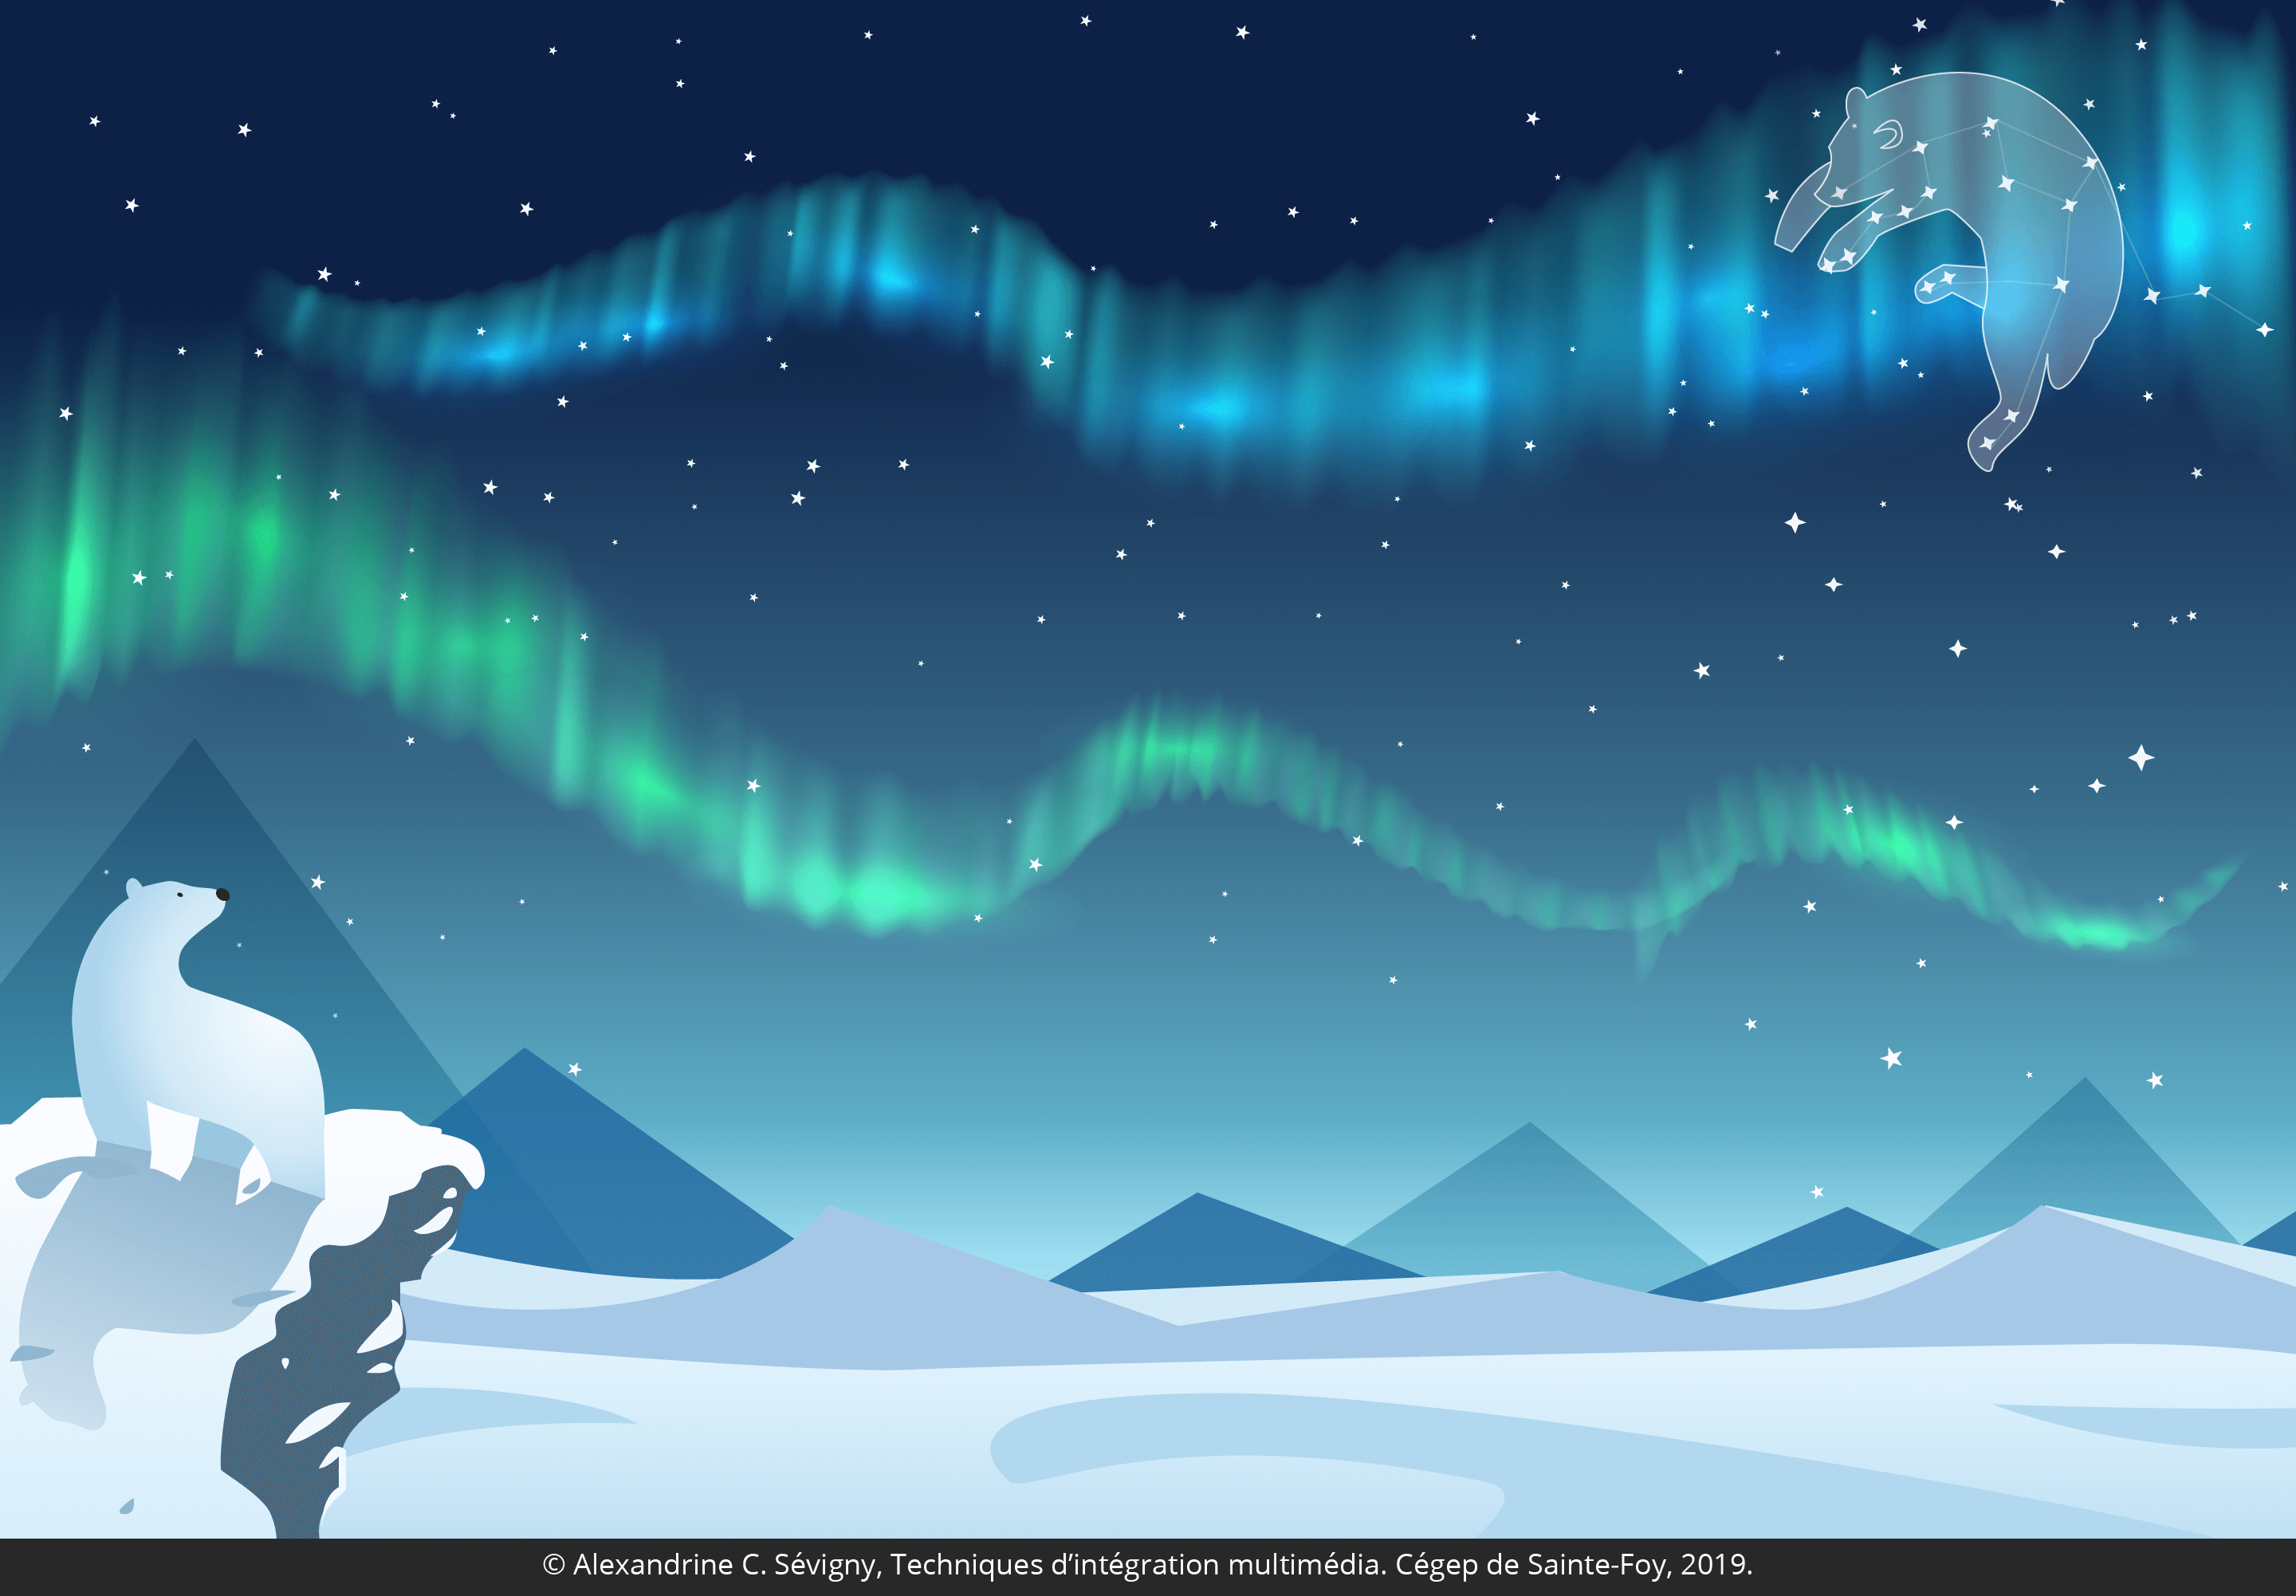 © Alexandrine C. Sévigny, Techniques d’intégration multimédia. Cégep de Sainte-Foy, 2019.